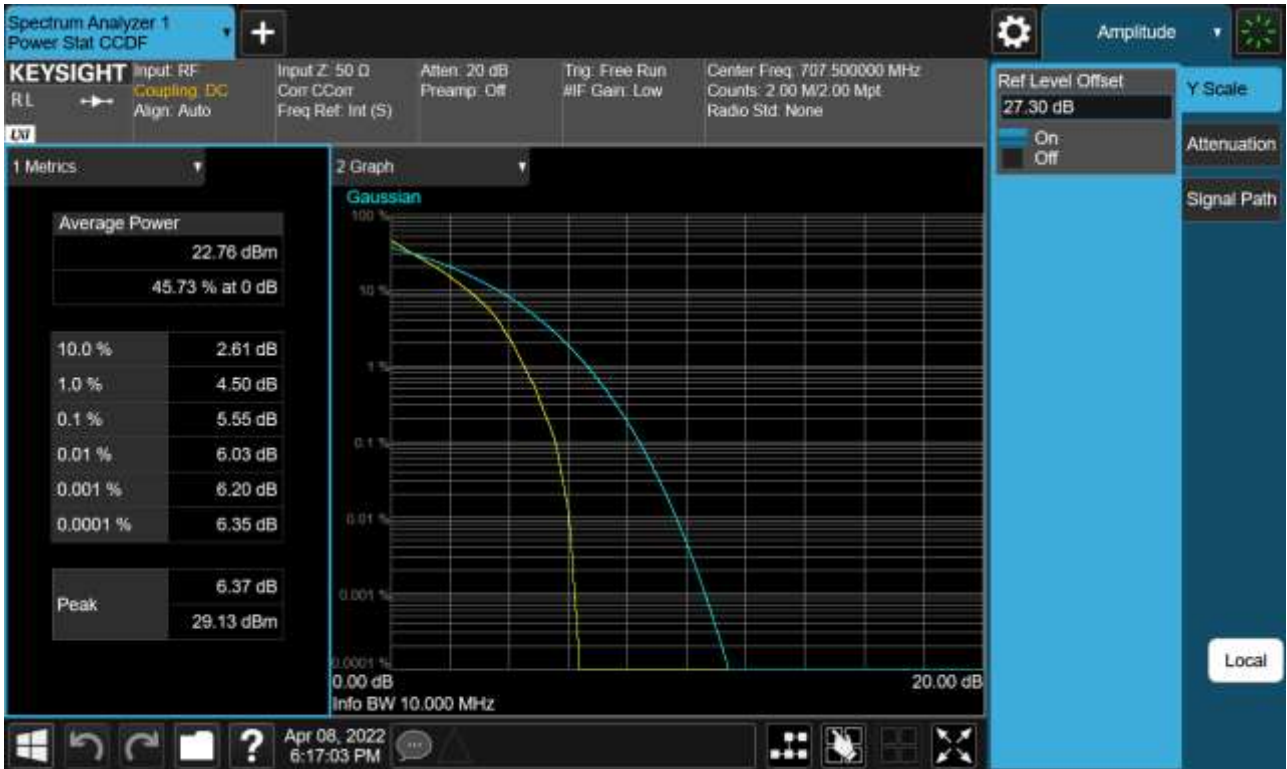 Spectrum Analyzer 1
Power Stat CCDF
Amplitude
KEYSIGHT
RL
LXI
Input: RF
Coupling: DC
Align: Auto
Input Z: 50 Ω
Corr CCorr
Freq Ref: Int (S)
Atten: 20 dB
Preamp: Off
Trig: Free Run
#IF Gain: Low
Center Freq: 707.500000 MHz
Counts: 2.00 M/2.00 Mpt
Radio Std: None
Ref Level Offset
27.30 dB
On
Off
Y Scale
Attenuation
Signal Path
1 Metrics
Average Power
22.76 dBm
45.73 % at 0 dB
10.0 % 2.61 dB
1.0 % 4.50 dB
0.1 % 5.55 dB
0.01 % 6.03 dB
0.001 % 6.20 dB
0.0001 % 6.35 dB
Peak
6.37 dB
29.13 dBm
2 Graph
Gaussian
100 %
10 %
1 %
0.1 %
0.01 %
0.001 %
0.0001 %
0.00 dB 20.00 dB
Info BW 10.000 MHz
Local
?
Apr 08, 2022
6:17:03 PM